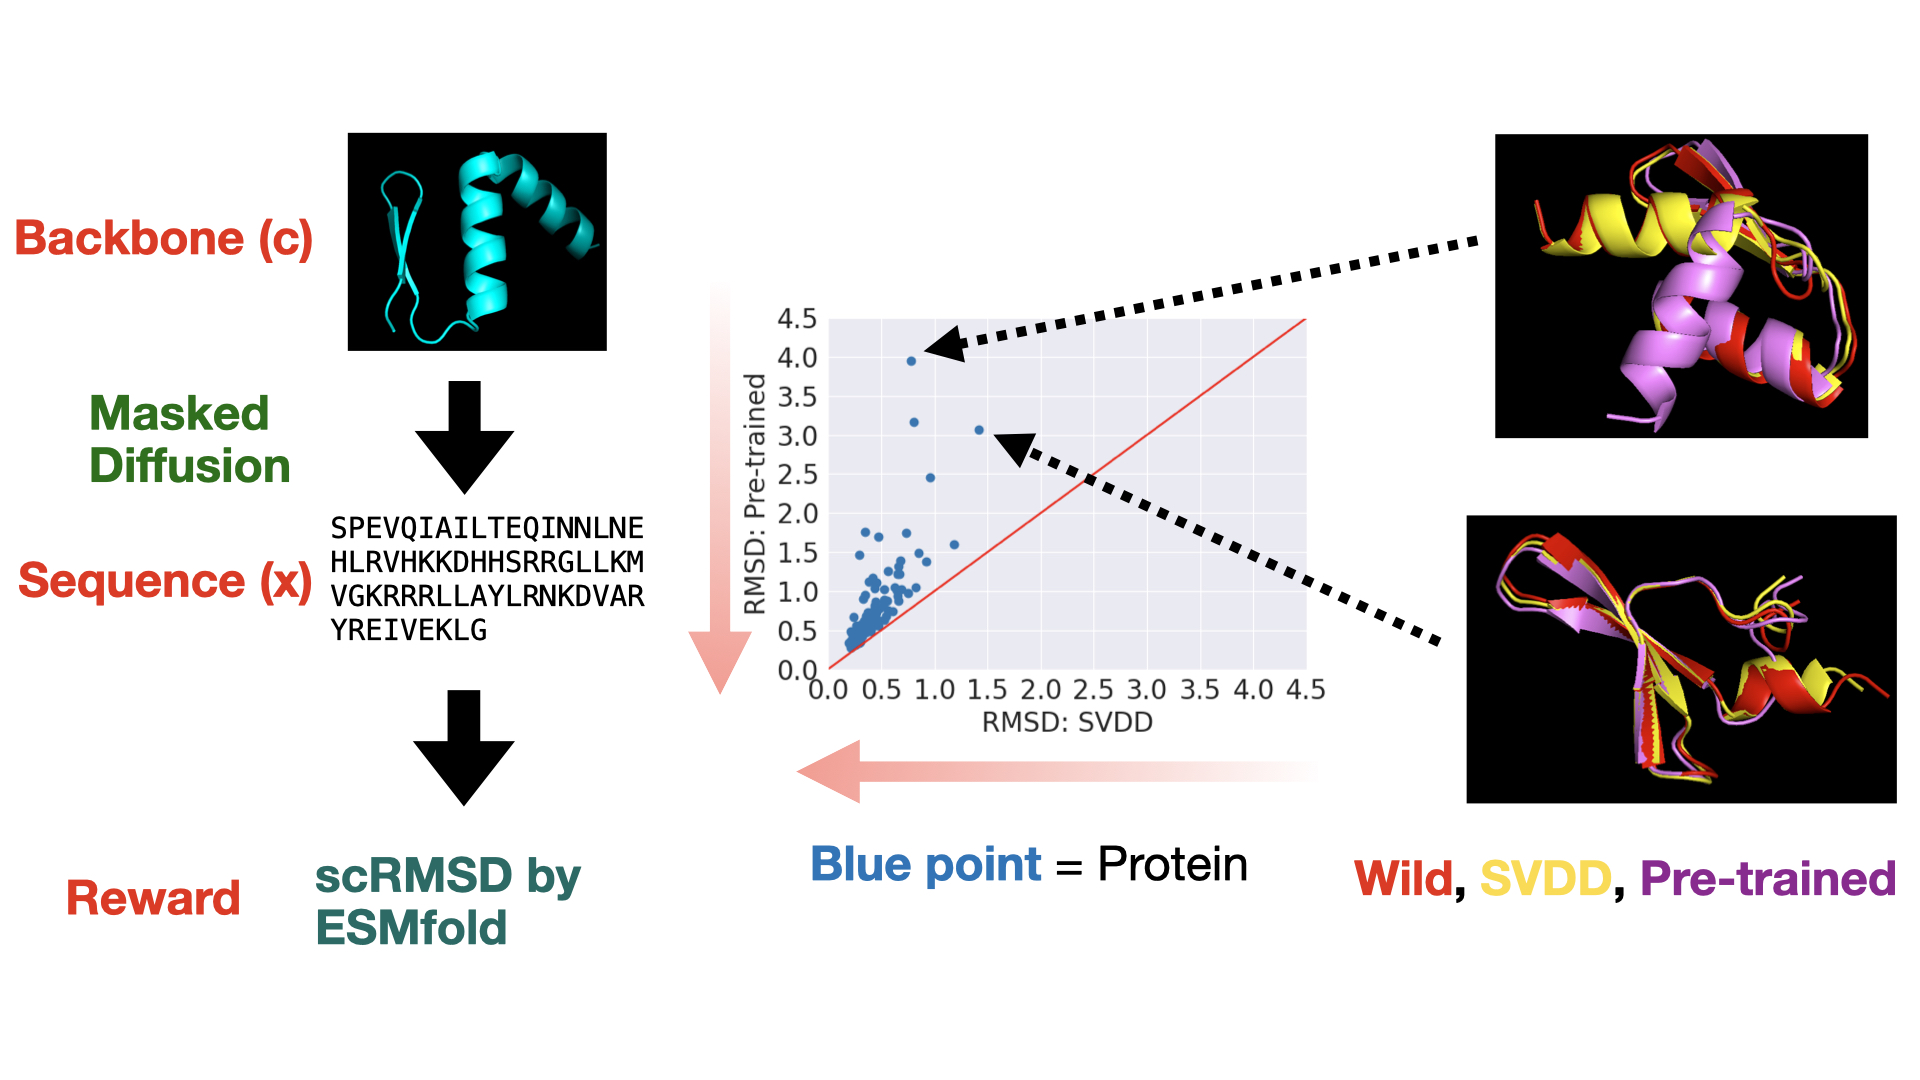 Backbone (c)
Masked
Diffusion
Sequence (x)
SPEVQIAILTEQINNLNE
HLRVHKKDHHSRRGLLKM
VGKRRRLLAYLRNKDVAR
YREIVEKLG
Reward
scRMSD by
ESMfold
RMSD: Pre-trained
4.5
4.0
3.5
3.0
2.5
2.0
1.5
1.0
0.5
0.0
0.0 0.5 1.0 1.5 2.0 2.5 3.0 3.5 4.0 4.5
RMSD: SVDD
Blue point = Protein
Wild, SVDD, Pre-trained